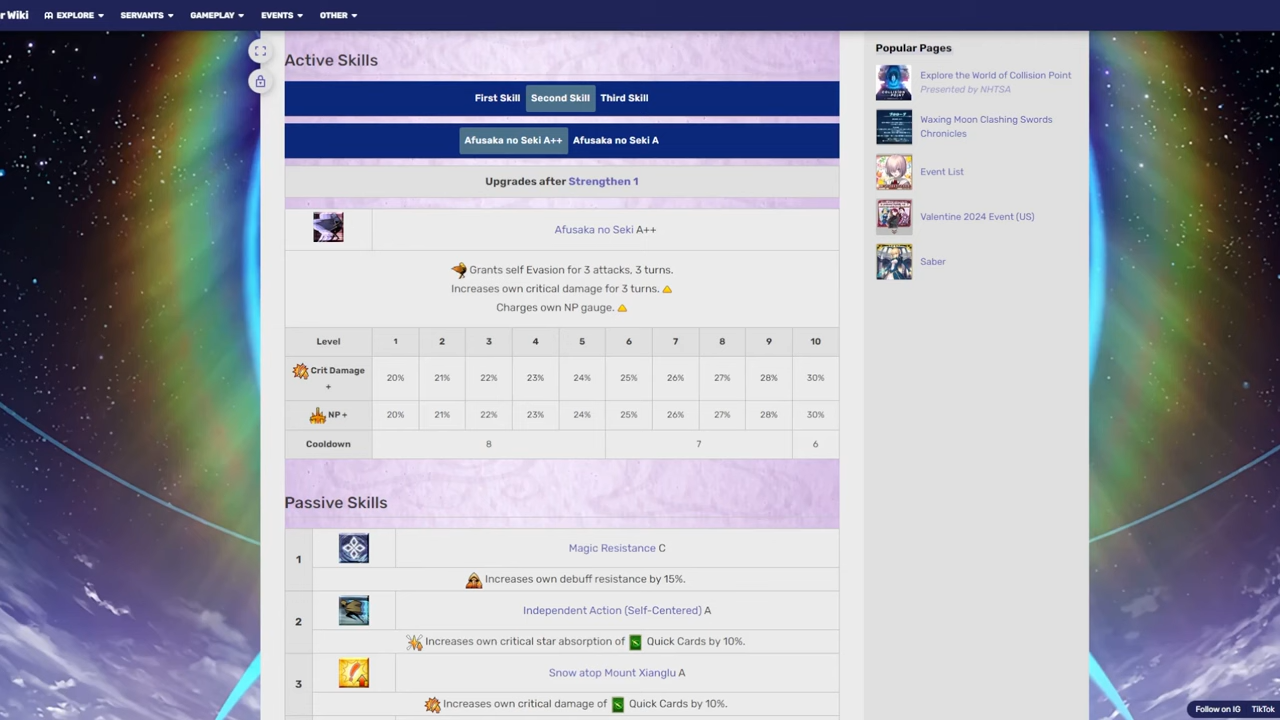 r Wiki EXPLORE SERVANTS GAMEPLAY EVENTS OTHER
Active Skills
First Skill Second Skill Third Skill
Afusaka no Seki A++ Afusaka no Seki A
Upgrades after Strengthen 1
Afusaka no Seki A++
Grants self Evasion for 3 attacks, 3 turns.
Increases own critical damage for 3 turns.
Charges own NP gauge.
Level 1 2 3 4 5 6 7 8 9 10
Crit Damage
+ 20% 21% 22% 23% 24% 25% 26% 27% 28% 30%
NP + 20% 21% 22% 23% 24% 25% 26% 27% 28% 30%
Cooldown 8 7 6
Passive Skills
1 Magic Resistance C
Increases own debuff resistance by 15%.
2 Independent Action (Self-Centered) A
Increases own critical star absorption of Quick Cards by 10%.
3 Snow atop Mount Xianglu A
Increases own critical damage of Quick Cards by 10%.
Popular Pages
Explore the World of Collision Point
Presented by NHTSA
Waxing Moon Clashing Swords
Chronicles
Event List
Valentine 2024 Event (US)
Saber
Follow on IG TikTok